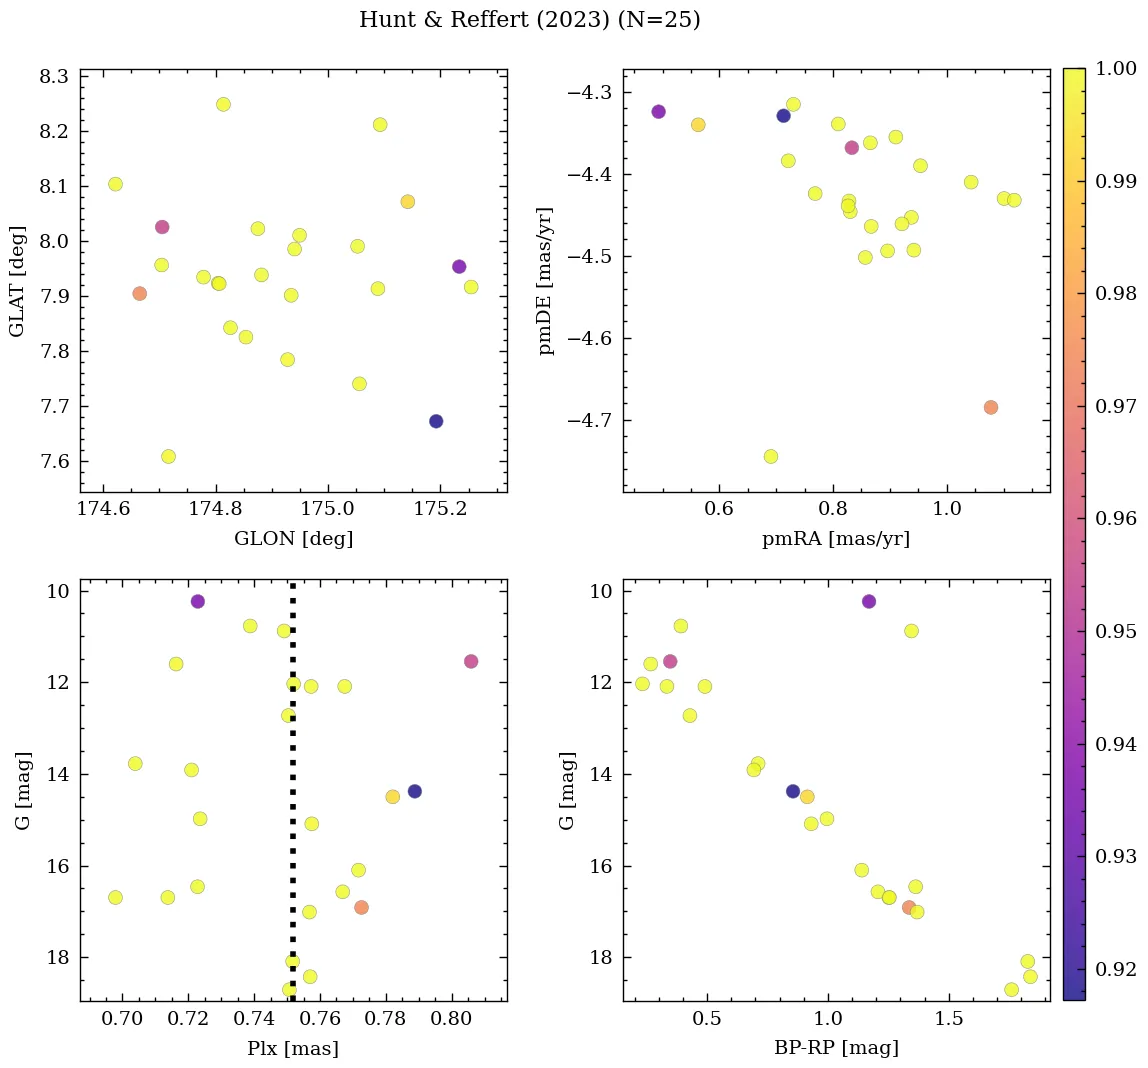 Hunt & Reffert (2023) (N=25)
8.3
8.2
8.1
8.0
7.9
7.8
7.7
7.6
GLAT [deg]
174.6 174.8 175.0 175.2
GLON [deg]
−4.3
−4.4
−4.5
−4.6
−4.7
pmDE [mas/yr]
0.6 0.8 1.0
pmRA [mas/yr]
10
12
14
16
18
G [mag]
0.70 0.72 0.74 0.76 0.78 0.80
Plx [mas]
10
12
14
16
18
G [mag]
0.5 1.0 1.5
BP-RP [mag]
1.00
0.99
0.98
0.97
0.96
0.95
0.94
0.93
0.92